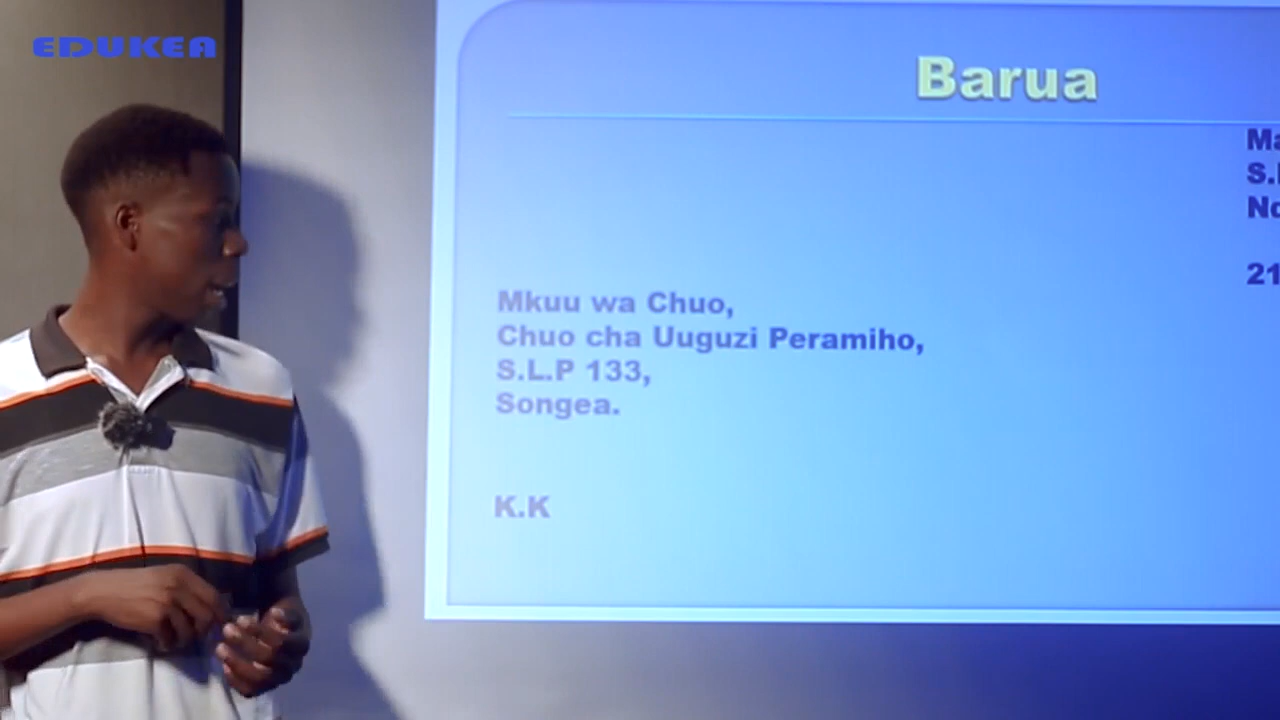 EDUKEA
Barua
Mkuu wa Chuo,
Chuo cha Uuguzi Peramiho,
S.L.P 133,
Songea.
K.K